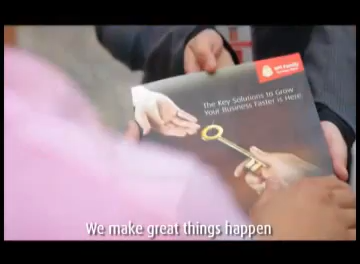 The Key Solutions to Grow
Your Business Faster is Here
We make great things happen